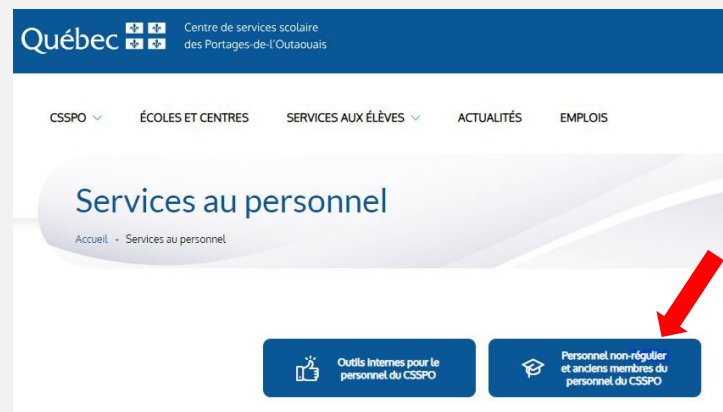 Québec
Centre de services scolaire
des Portages-de-l'Outaouais
CSSPO
ÉCOLES ET CENTRES
SERVICES AUX ÉLÈVES
ACTUALITÉS
EMPLOIS
Services au personnel
Accueil - Services au personnel
Outils internes pour le
personnel du CSSPO
Personnel non-régulier
et anciens membres du
personnel du CSSPO